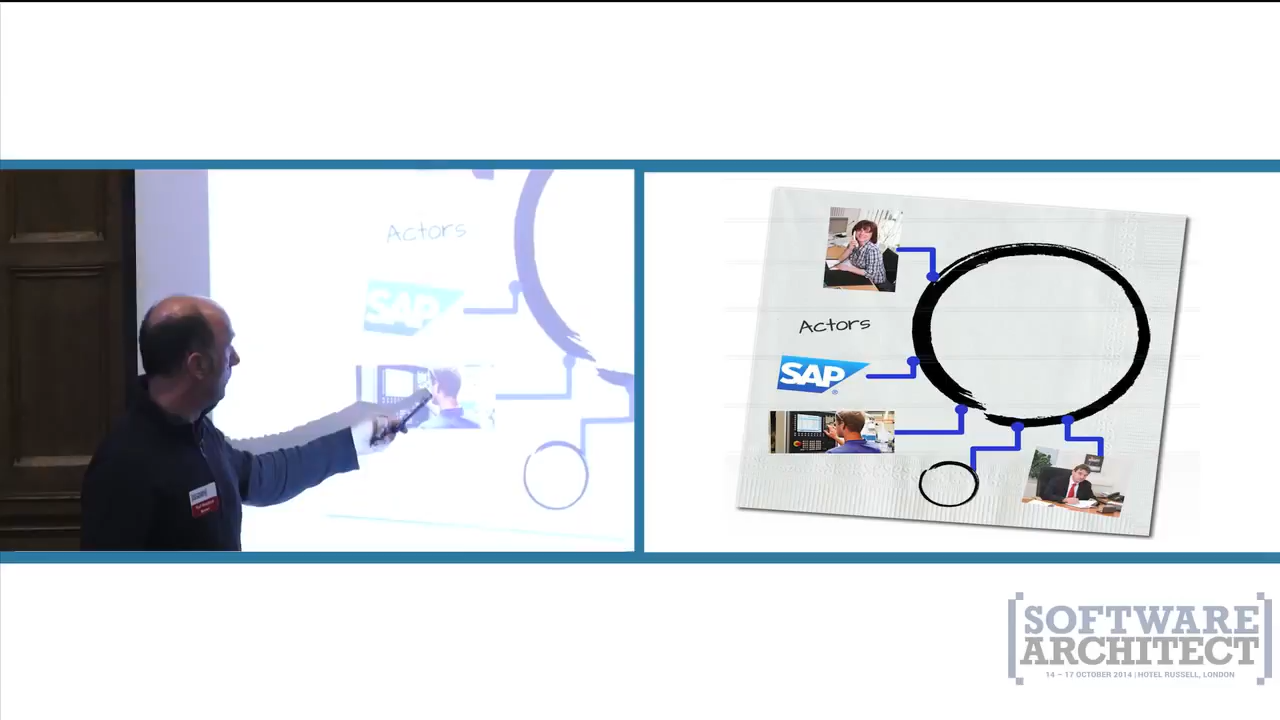 Actors
SAP
Actors
SAP
SOFTWARE
ARCHITECT
14 – 17 OCTOBER 2014 | HOTEL RUSSELL, LONDON